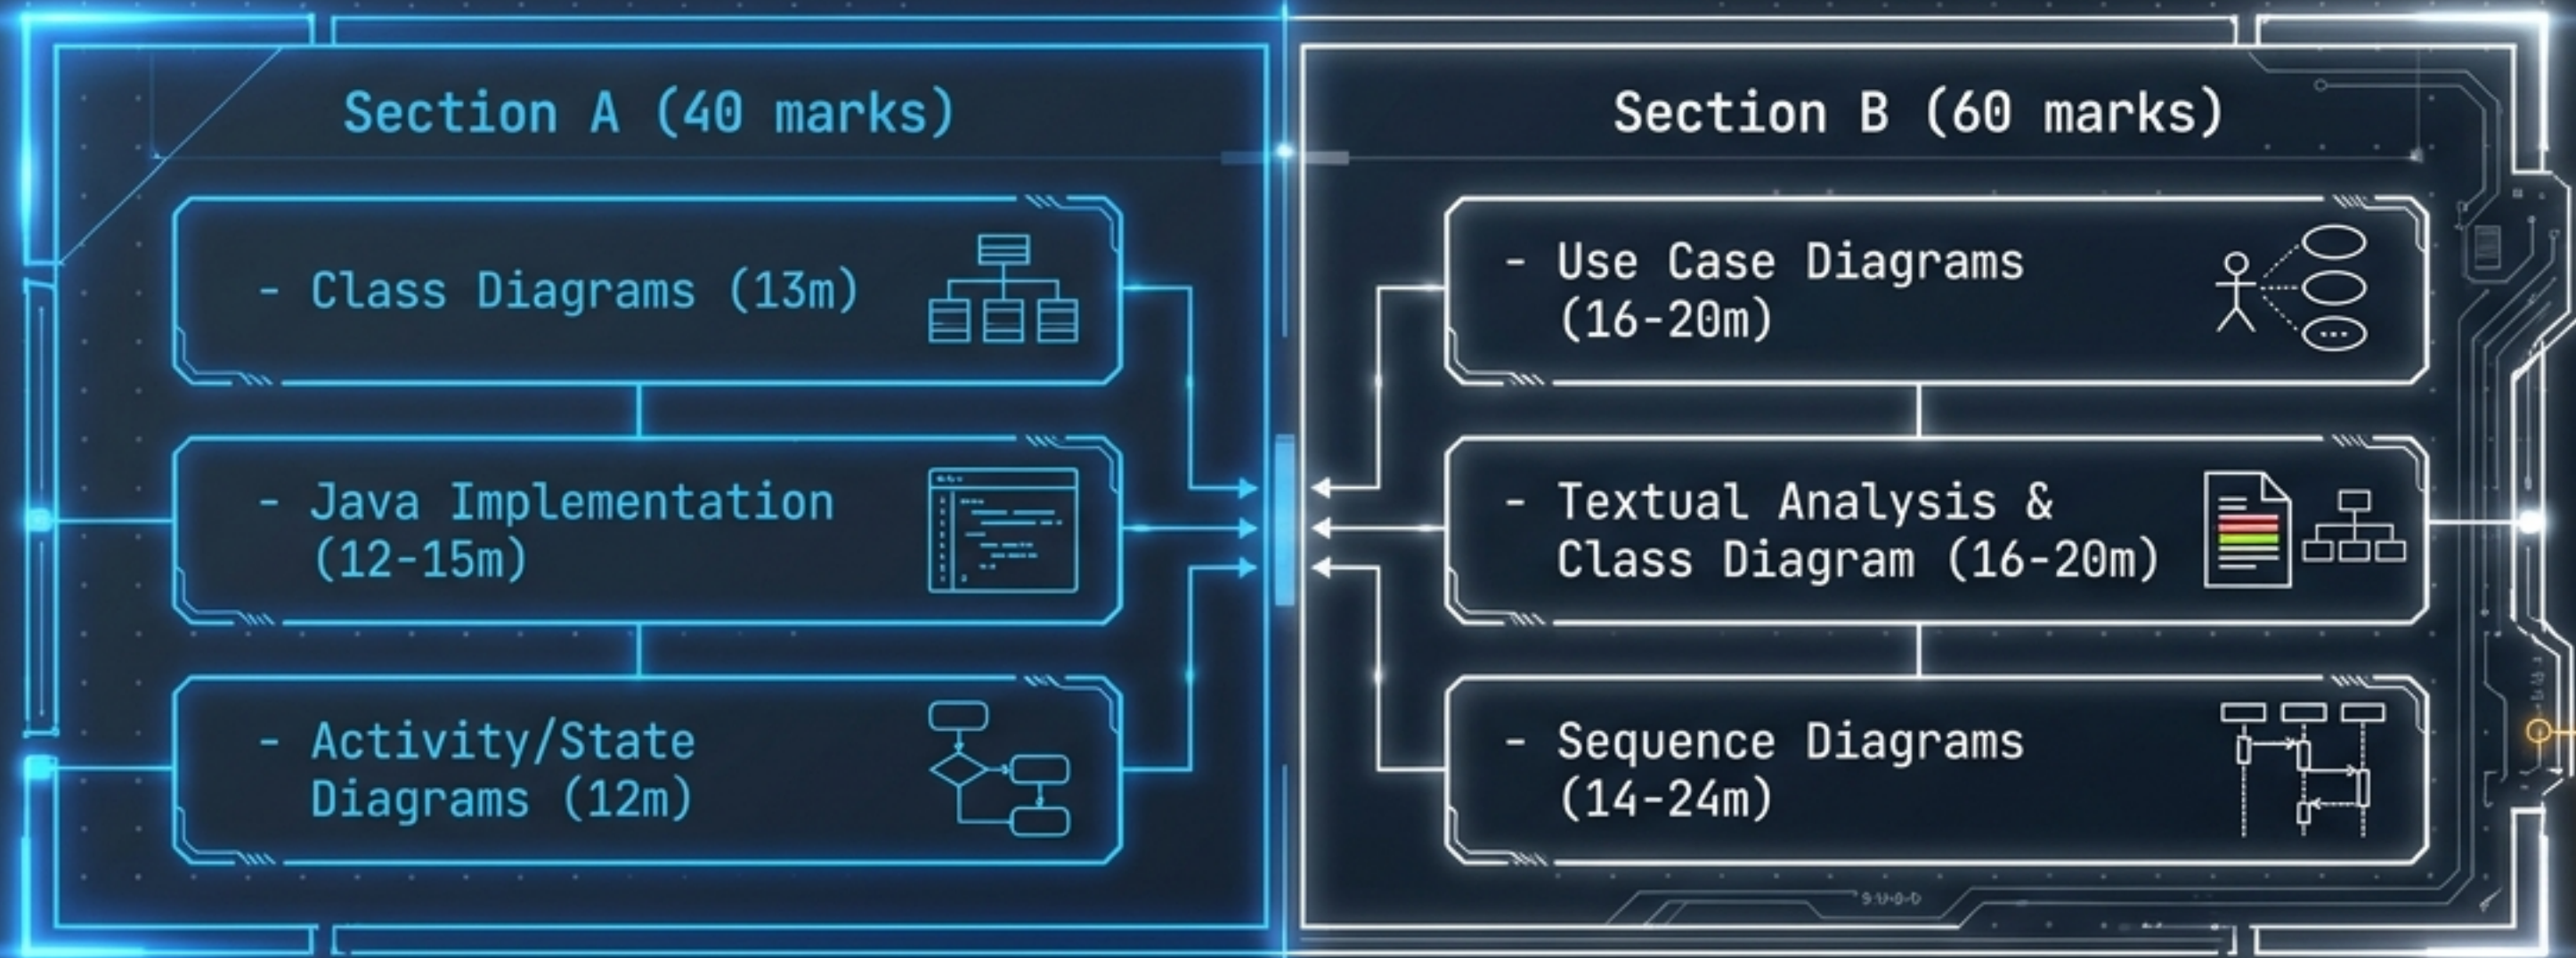 Section A (40 marks)
- Class Diagrams (13m)
- Java Implementation
(12-15m)
- Activity/State
Diagrams (12m)
Section B (60 marks)
- Use Case Diagrams
(16-20m)
- Textual Analysis &
Class Diagram (16-20m)
- Sequence Diagrams
(14-24m)